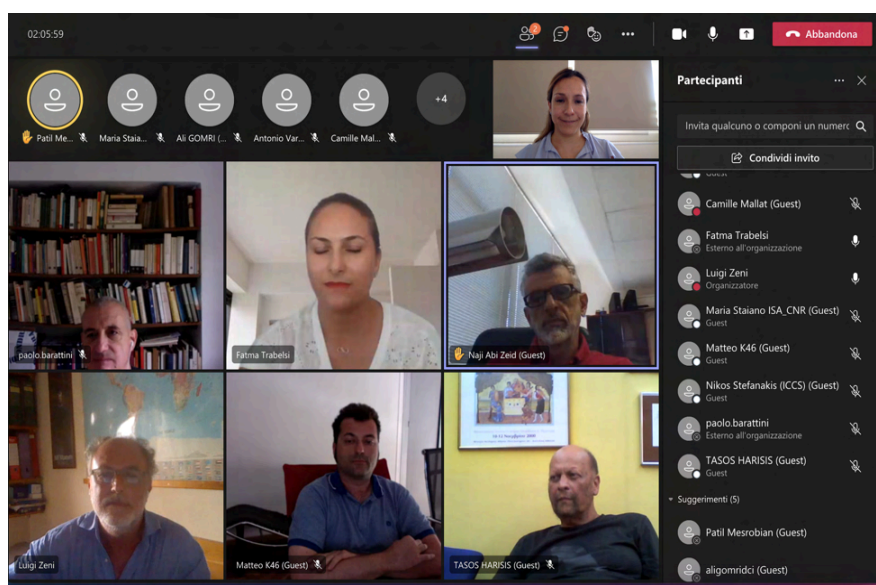 02:05:59
2
Abbandona
Patil Me...
Maria Staia...
Ali GOMRI (...
Antonio Var...
Camille Mal...
+4
paolo.barattini
Fatma Trabelsi
Naji Abi Zeid (Guest)
Luigi Zeni
Matteo K46 (Guest)
TASOS HARISIS (Guest)
Partecipanti
Invita qualcuno o componi un numero
Condividi invito
Guest
Camille Mallat (Guest)
Fatma Trabelsi
Esterno all'organizzazione
Luigi Zeni
Organizzatore
Maria Staiano ISA_CNR (Guest)
Guest
Matteo K46 (Guest)
Guest
Nikos Stefanakis (ICCS) (Guest)
Guest
paolo.barattini
Esterno all'organizzazione
TASOS HARISIS (Guest)
Guest
Suggerimenti (5)
Patil Mesrobian (Guest)
aligomridci (Guest)